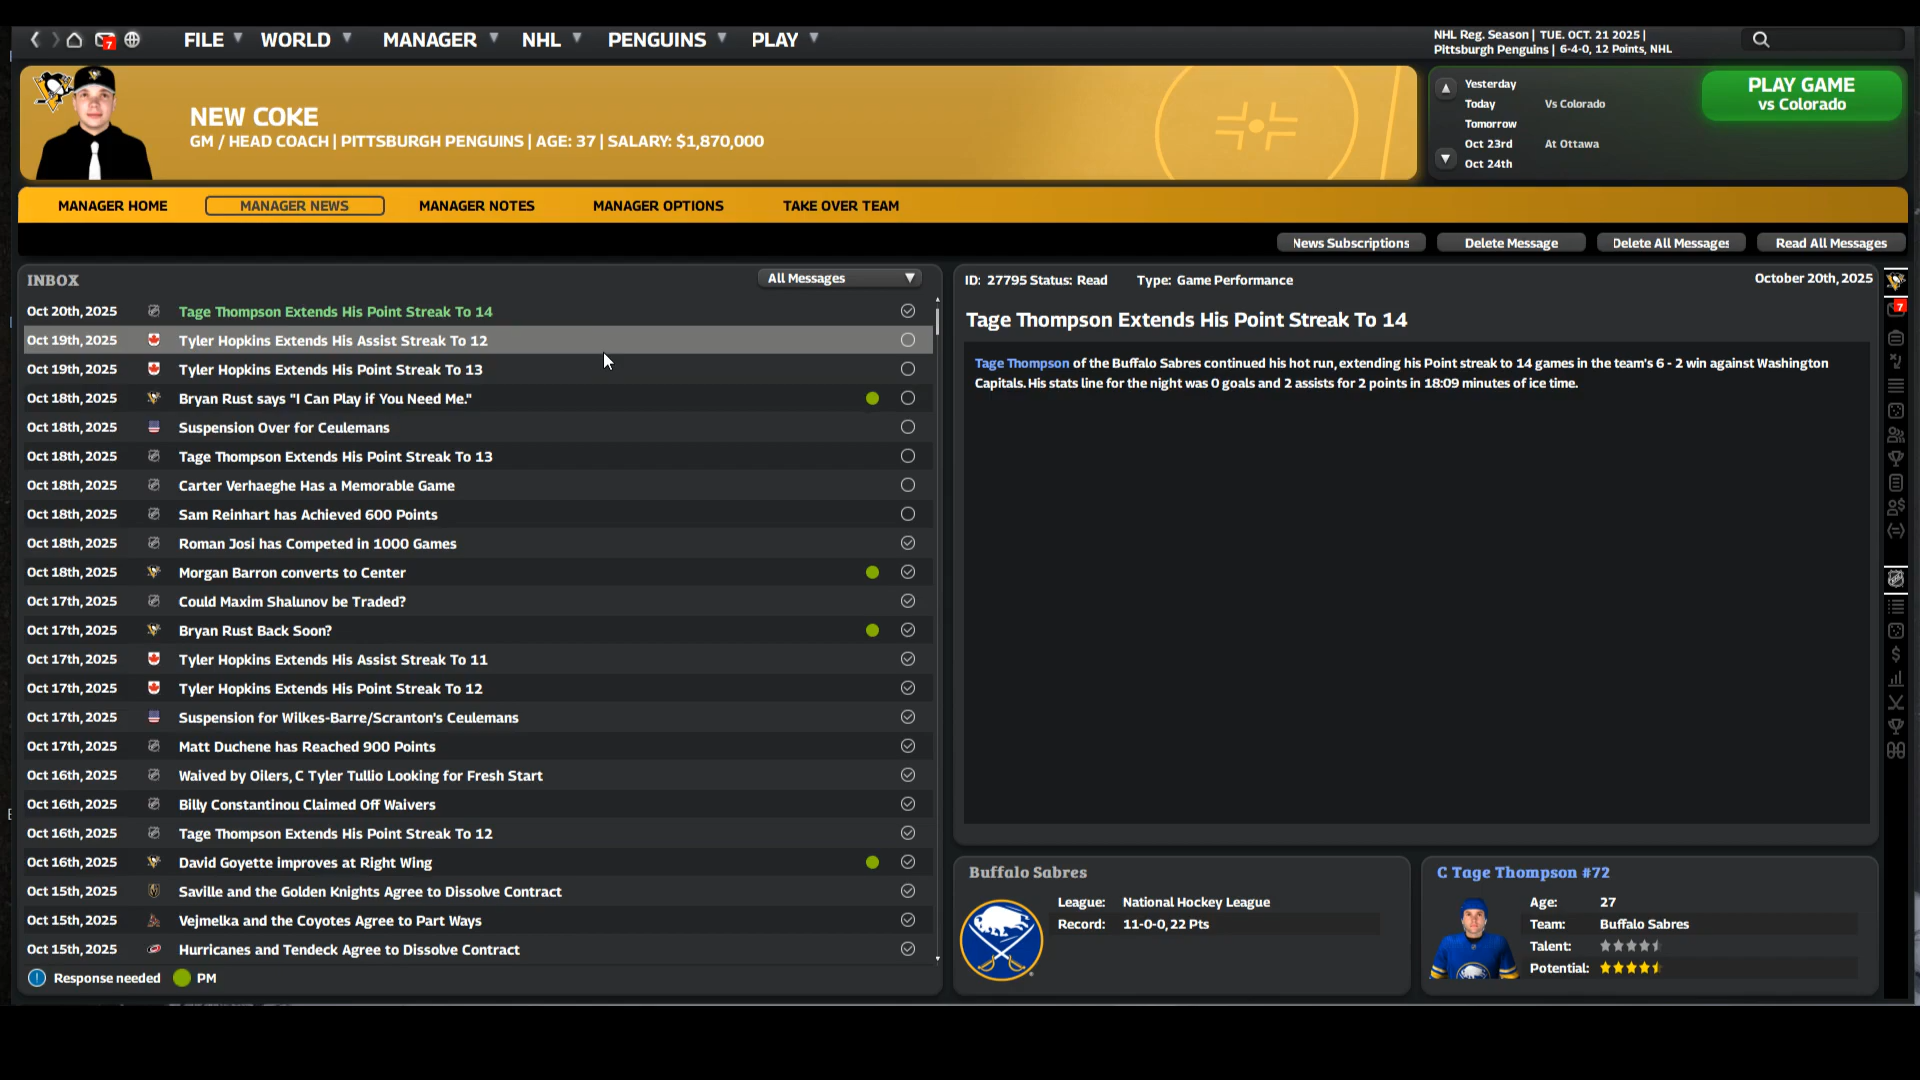 FILE
WORLD
MANAGER
NHL
PENGUINS
PLAY
NHL Reg. Season | TUE. OCT. 21 2025 |
Pittsburgh Penguins | 6-4-0, 12 Points, NHL
7
NEW COKE
GM / HEAD COACH | PITTSBURGH PENGUINS | AGE: 37 | SALARY: $1,870,000
Yesterday
Today Vs Colorado
Tomorrow
Oct 23rd At Ottawa
Oct 24th
PLAY GAME
vs Colorado
MANAGER HOME
MANAGER NEWS
MANAGER NOTES
MANAGER OPTIONS
TAKE OVER TEAM
News Subscriptions
Delete Message
Delete All Messages
Read All Messages
INBOX
All Messages
Oct 20th, 2025 Tage Thompson Extends His Point Streak To 14
Oct 19th, 2025 Tyler Hopkins Extends His Assist Streak To 12
Oct 19th, 2025 Tyler Hopkins Extends His Point Streak To 13
Oct 18th, 2025 Bryan Rust says "I Can Play if You Need Me."
Oct 18th, 2025 Suspension Over for Ceulemans
Oct 18th, 2025 Tage Thompson Extends His Point Streak To 13
Oct 18th, 2025 Carter Verhaeghe Has a Memorable Game
Oct 18th, 2025 Sam Reinhart has Achieved 600 Points
Oct 18th, 2025 Roman Josi has Competed in 1000 Games
Oct 18th, 2025 Morgan Barron converts to Center
Oct 17th, 2025 Could Maxim Shalunov be Traded?
Oct 17th, 2025 Bryan Rust Back Soon?
Oct 17th, 2025 Tyler Hopkins Extends His Assist Streak To 11
Oct 17th, 2025 Tyler Hopkins Extends His Point Streak To 12
Oct 17th, 2025 Suspension for Wilkes-Barre/Scranton's Ceulemans
Oct 17th, 2025 Matt Duchene has Reached 900 Points
Oct 16th, 2025 Waived by Oilers, C Tyler Tullio Looking for Fresh Start
Oct 16th, 2025 Billy Constantinou Claimed Off Waivers
Oct 16th, 2025 Tage Thompson Extends His Point Streak To 12
Oct 16th, 2025 David Goyette improves at Right Wing
Oct 15th, 2025 Saville and the Golden Knights Agree to Dissolve Contract
Oct 15th, 2025 Vejmelka and the Coyotes Agree to Part Ways
Oct 15th, 2025 Hurricanes and Tendeck Agree to Dissolve Contract
Response needed PM
ID: 27795 Status: Read Type: Game Performance October 20th, 2025
Tage Thompson Extends His Point Streak To 14
Tage Thompson of the Buffalo Sabres continued his hot run, extending his Point streak to 14 games in the team's 6 - 2 win against Washington
Capitals. His stats line for the night was 0 goals and 2 assists for 2 points in 18:09 minutes of ice time.
7
Buffalo Sabres
League: National Hockey League
Record: 11-0-0, 22 Pts
C Tage Thompson #72
Age: 27
Team: Buffalo Sabres
Talent:
Potential: